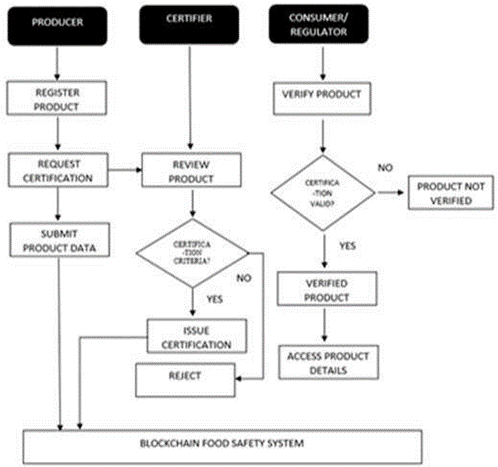 PRODUCER
CERTIFIER
CONSUMER/
REGULATOR
REGISTER
PRODUCT
VERIFY PRODUCT
REQUEST
CERTIFICATION
REVIEW
PRODUCT
CERTIFICA
-TION
VALID?
NO
PRODUCT NOT
VERIFIED
SUBMIT
PRODUCT DATA
CERTIFICA
-TION
CRITERIA?
NO
YES
YES
VERIFIED
PRODUCT
ISSUE
CERTIFICATION
ACCESS PRODUCT
DETAILS
REJECT
BLOCKCHAIN FOOD SAFETY SYSTEM